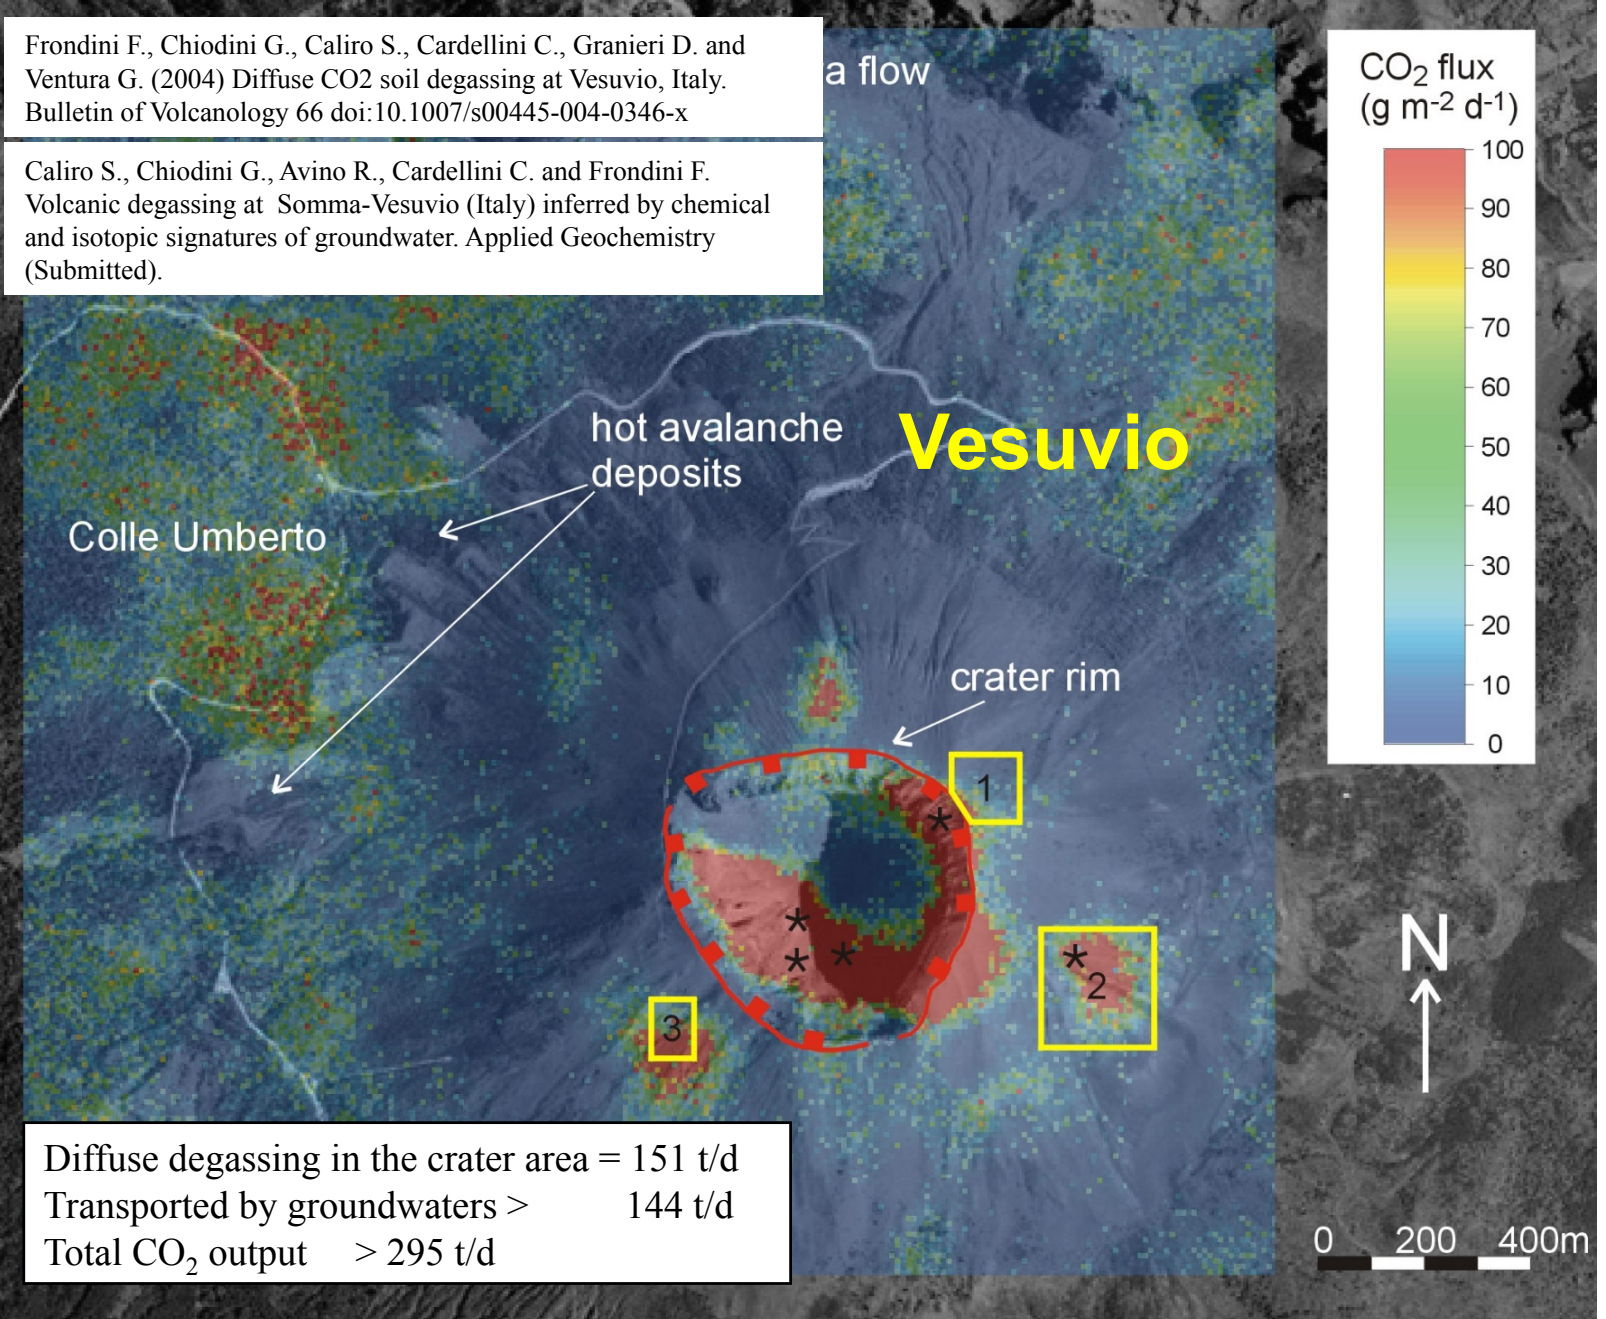 Frondini F., Chiodini G., Caliro S., Cardellini C., Granieri D. and
Ventura G. (2004) Diffuse CO2 soil degassing at Vesuvio, Italy.
Bulletin of Volcanology 66 doi:10.1007/s00445-004-0346-x
Caliro S., Chiodini G., Avino R., Cardellini C. and Frondini F.
Volcanic degassing at Somma-Vesuvio (Italy) inferred by chemical
and isotopic signatures of groundwater. Applied Geochemistry
(Submitted).
a flow
CO2 flux
(g m-2 d-1)
100
90
80
70
60
50
40
30
20
10
0
hot avalanche
deposits
Vesuvio
Colle Umberto
crater rim
1
*
*
*
*
*
2
3
N
Diffuse degassing in the crater area = 151 t/d
Transported by groundwaters > 144 t/d
Total CO2 output > 295 t/d
0 200 400m